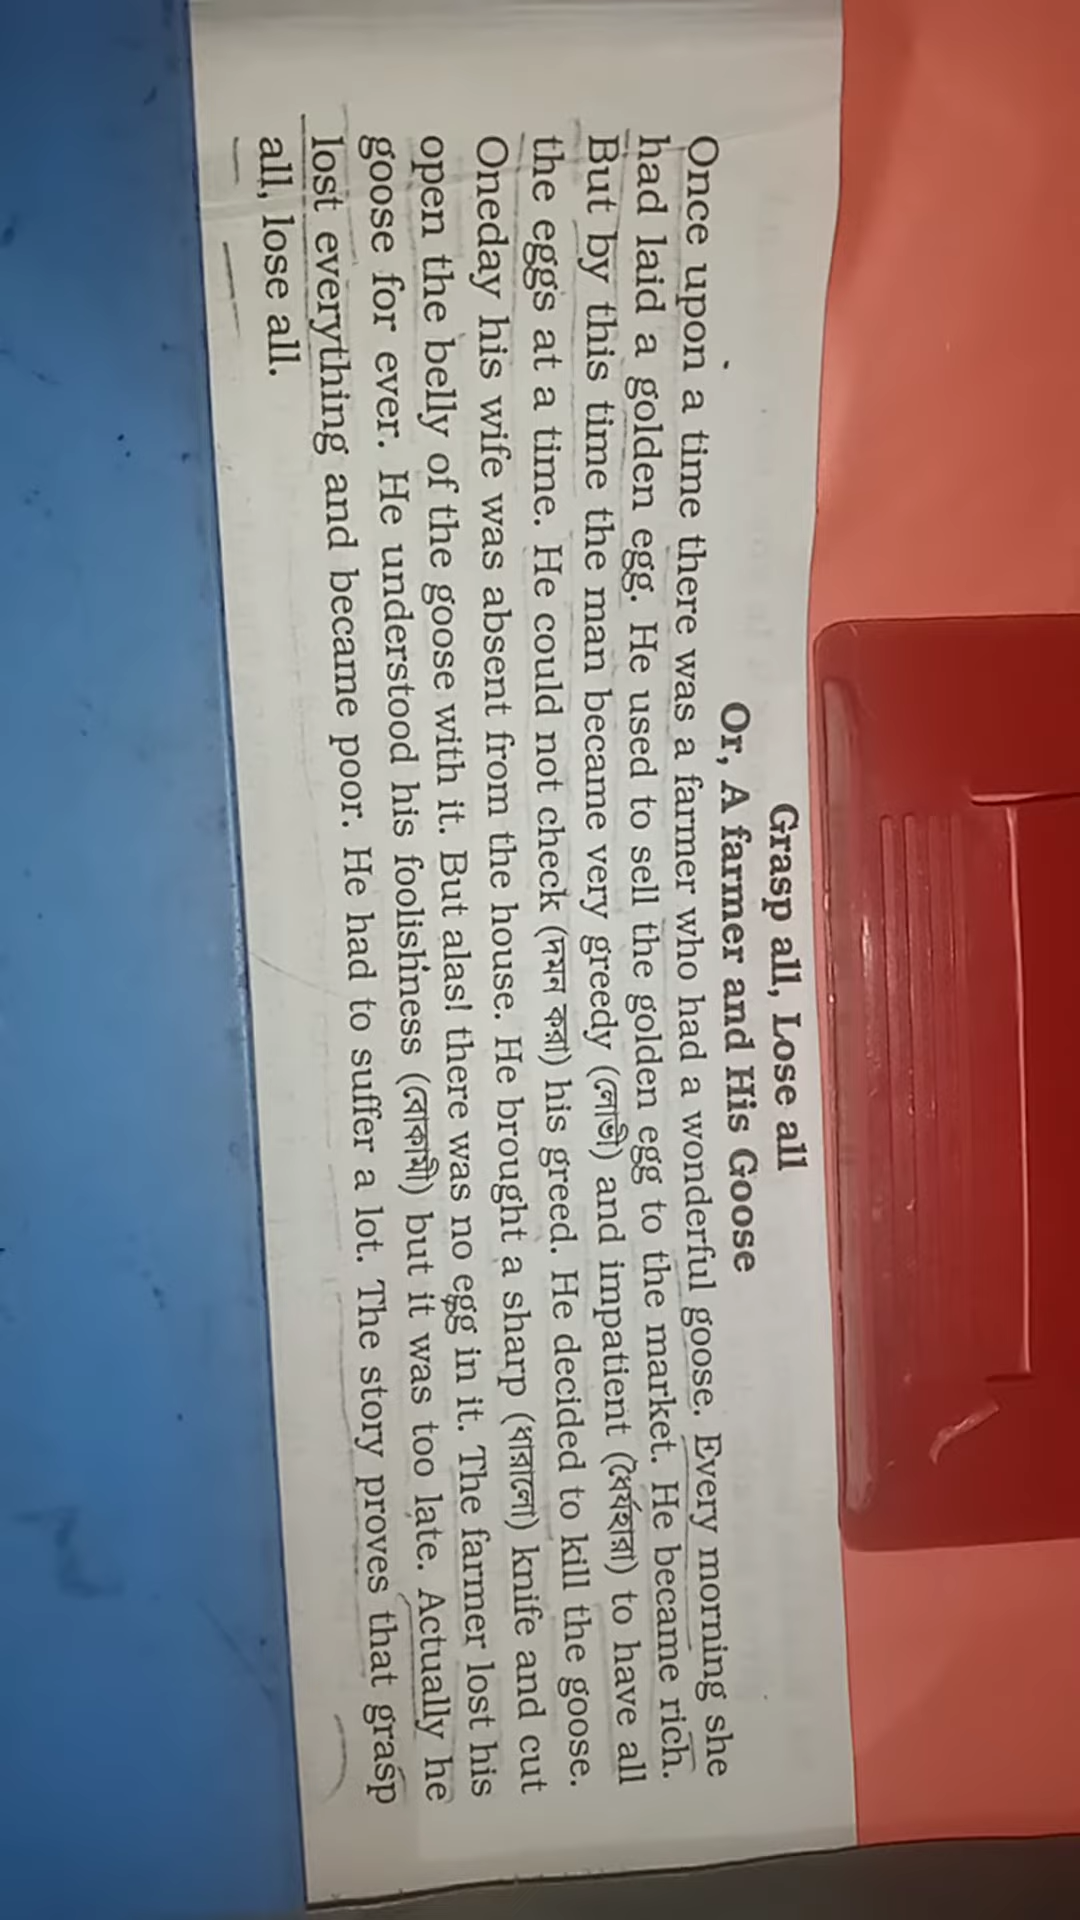 Grasp all, Lose all
Or, A farmer and His Goose
Once upon a time there was a farmer who had a wonderful goose. Every morning she
had laid a golden egg. He used to sell the golden egg to the market. He became rich.
But by this time the man became very greedy (লোভী) and impatient (ধৈর্যহারা) to have all
the eggs at a time. He could not check (দমন করা) his greed. He decided to kill the goose.
Oneday his wife was absent from the house. He brought a sharp (ধারালো) knife and cut
open the belly of the goose with it. But alas! there was no egg in it. The farmer lost his
goose for ever. He understood his foolishness (বোকামী) but it was too late. Actually he
lost everything and became poor. He had to suffer a lot. The story proves that grasp
all, lose all.